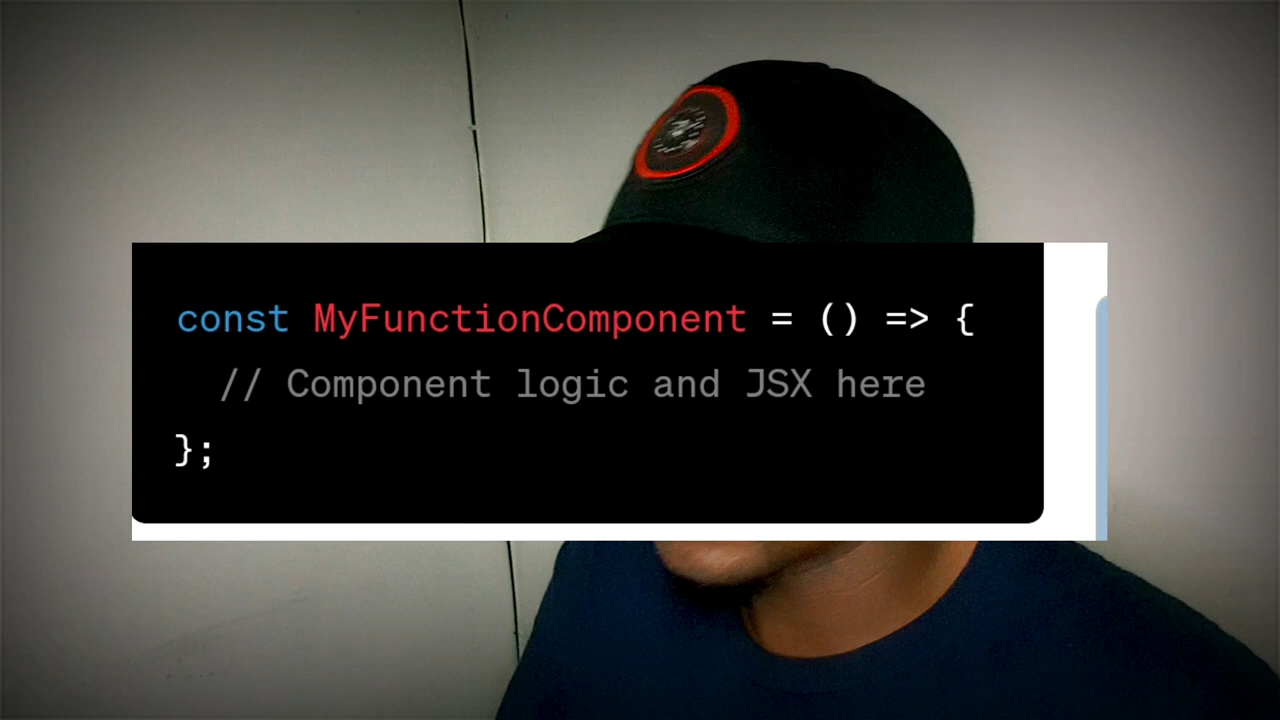 const MyFunctionComponent = () => {
// Component logic and JSX here
};